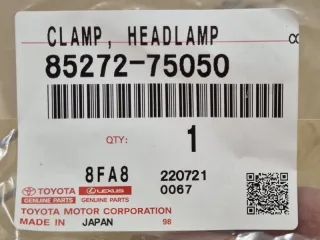 CLAMP, HEADLAMP
85272-75050
QTY: 1
8FA8 220721
0067
TOYOTA LEXUS
GENUINE PARTS GENUINE PARTS
TOYOTA MOTOR CORPORATION
MADE IN JAPAN 98